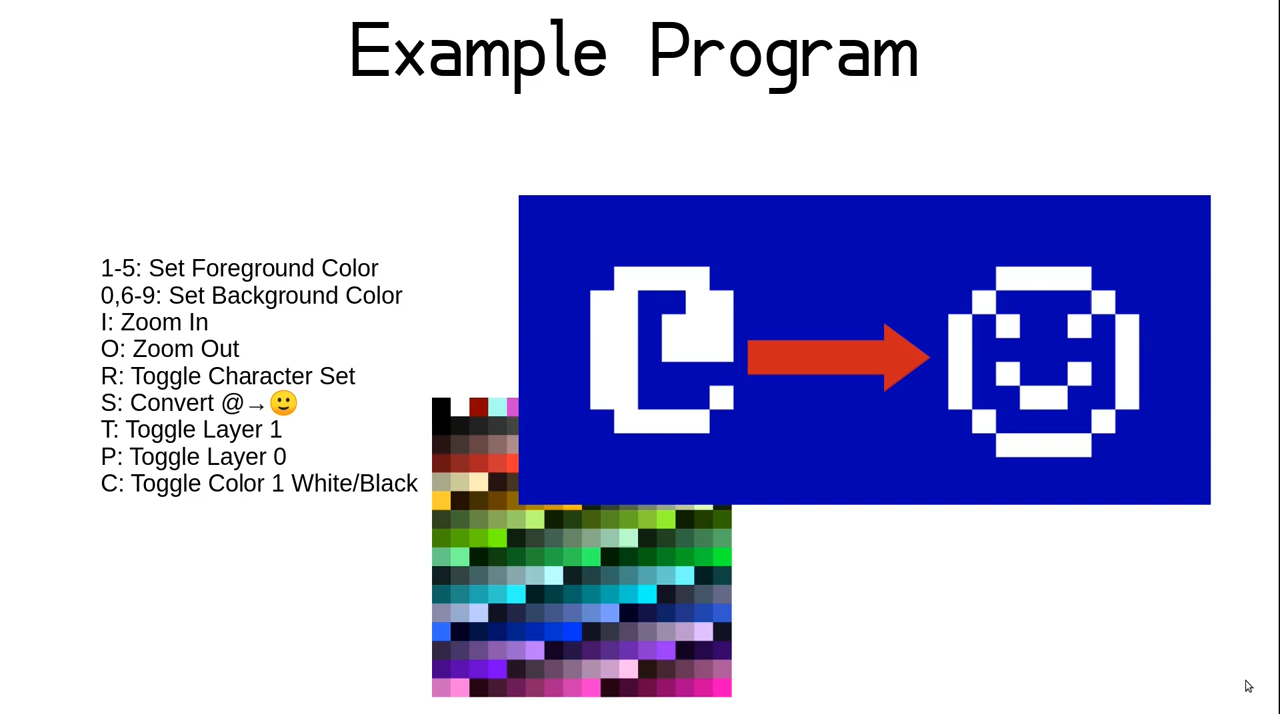 Example Program
1-5: Set Foreground Color
0,6-9: Set Background Color
I: Zoom In
O: Zoom Out
R: Toggle Character Set
S: Convert @→🙂
T: Toggle Layer 1
P: Toggle Layer 0
C: Toggle Color 1 White/Black